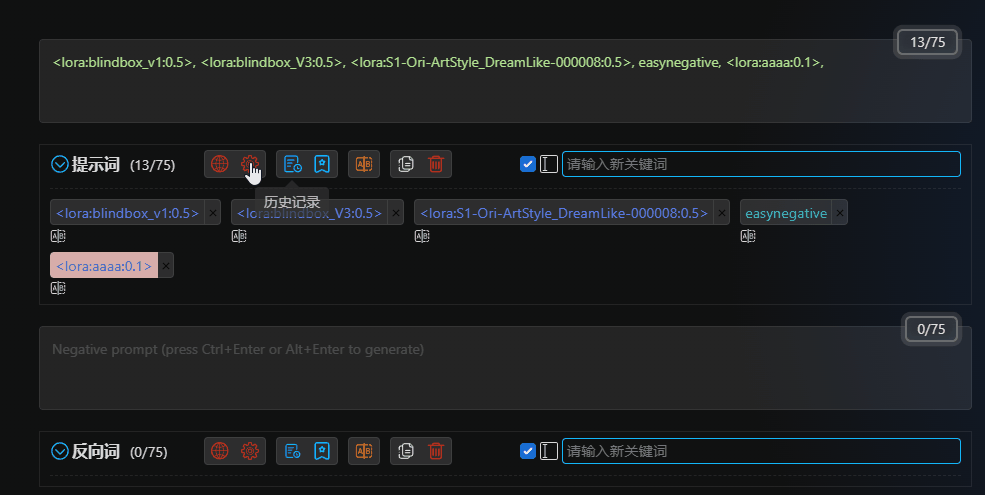 13/75
<lora:blindbox_v1:0.5>, <lora:blindbox_V3:0.5>, <lora:S1-Ori-ArtStyle_DreamLike-000008:0.5>, easynegative, <lora:aaaa:0.1>,
提示词 (13/75) 请输入新关键词
历史记录
<lora:blindbox_v1:0.5> × <lora:blindbox_V3:0.5> × <lora:S1-Ori-ArtStyle_DreamLike-000008:0.5> × easynegative ×
<lora:aaaa:0.1> ×
0/75
Negative prompt (press Ctrl+Enter or Alt+Enter to generate)
反向词 (0/75) 请输入新关键词